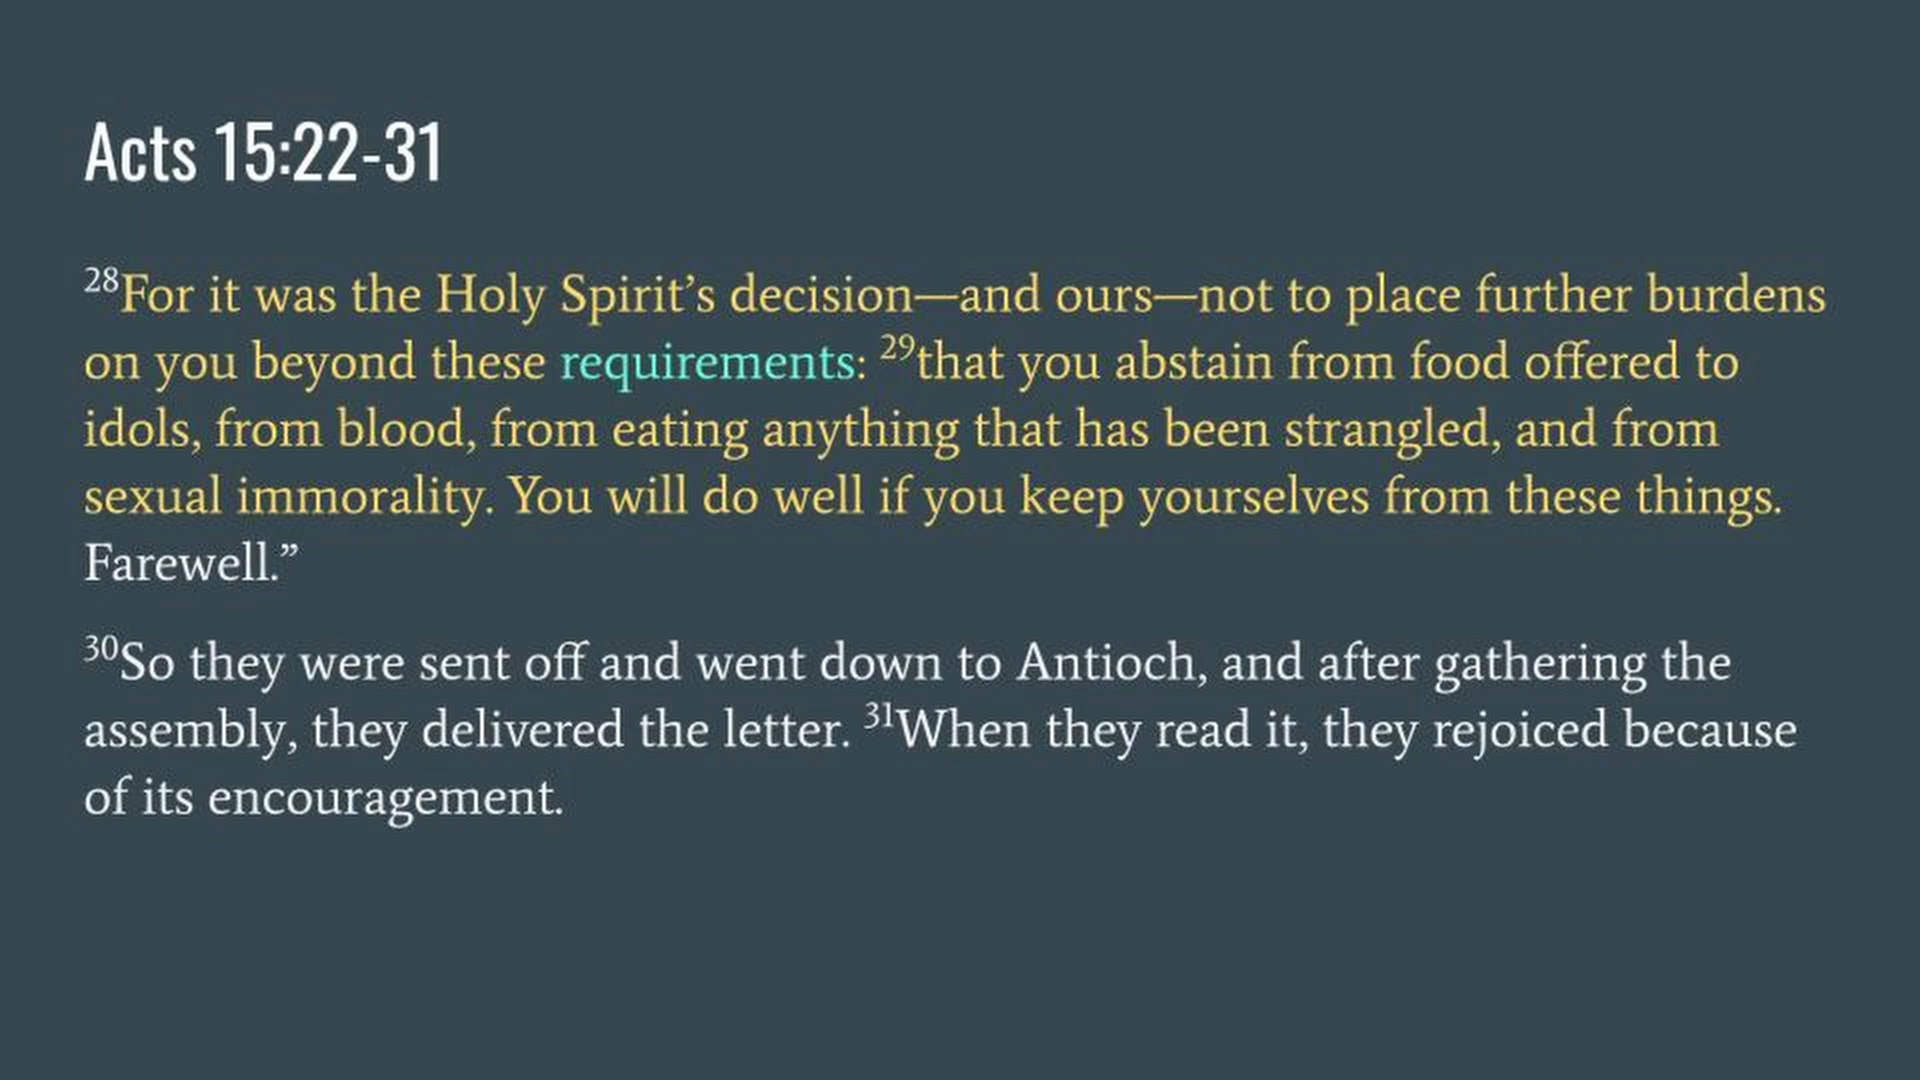 Acts 15:22-31
28For it was the Holy Spirit’s decision—and ours—not to place further burdens
on you beyond these requirements: 29that you abstain from food offered to
idols, from blood, from eating anything that has been strangled, and from
sexual immorality. You will do well if you keep yourselves from these things.
Farewell.”
30So they were sent off and went down to Antioch, and after gathering the
assembly, they delivered the letter. 31When they read it, they rejoiced because
of its encouragement.